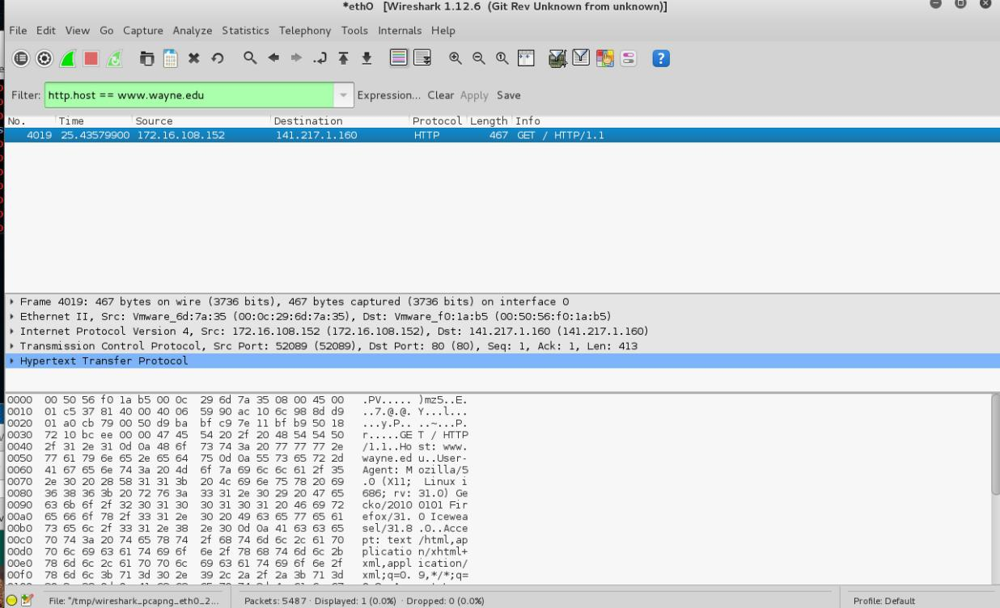 *eth0 [Wireshark 1.12.6 (Git Rev Unknown from unknown)]
File Edit View Go Capture Analyze Statistics Telephony Tools Internals Help
Filter: http.host == www.wayne.edu Expression... Clear Apply Save
No. Time Source Destination Protocol Length Info
4019 25.43579900 172.16.108.152 141.217.1.160 HTTP 467 GET / HTTP/1.1
Frame 4019: 467 bytes on wire (3736 bits), 467 bytes captured (3736 bits) on interface 0
Ethernet II, Src: Vmware_6d:7a:35 (00:0c:29:6d:7a:35), Dst: Vmware_f0:1a:b5 (00:50:56:f0:1a:b5)
Internet Protocol Version 4, Src: 172.16.108.152 (172.16.108.152), Dst: 141.217.1.160 (141.217.1.160)
Transmission Control Protocol, Src Port: 52089 (52089), Dst Port: 80 (80), Seq: 1, Ack: 1, Len: 413
Hypertext Transfer Protocol
0000 00 50 56 f0 1a b5 00 0c 29 6d 7a 35 08 00 45 00 .PV..... )mz5..E.
0010 01 c5 37 81 40 00 40 06 59 90 ac 10 6c 98 8d d9 ..7.@.@. Y...l...
0020 01 a0 cb 79 00 50 d9 ba bf c9 7e 11 bf b9 50 18 ...y.P.. ..~...P.
0030 72 10 bc ee 00 00 47 45 54 20 2f 20 48 54 54 50 r.....GE T / HTTP
0040 2f 31 2e 31 0d 0a 48 6f 73 74 3a 20 77 77 77 2e /1.1..Ho st: www.
0050 77 61 79 6e 65 2e 65 64 75 0d 0a 55 73 65 72 2d wayne.ed u..User-
0060 41 67 65 6e 74 3a 20 4d 6f 7a 69 6c 6c 61 2f 35 Agent: M ozilla/5
0070 2e 30 20 28 58 31 31 3b 20 4c 69 6e 75 78 20 69 .0 (X11; Linux i
0080 36 38 36 3b 20 72 76 3a 33 31 2e 30 29 20 47 65 686; rv: 31.0) Ge
0090 63 6b 6f 2f 32 30 31 30 30 31 30 31 20 46 69 72 cko/2010 0101 Fir
00a0 65 66 6f 78 2f 33 31 2e 30 20 49 63 65 77 65 61 efox/31. 0 Icewea
00b0 73 65 6c 2f 33 31 2e 38 2e 30 0d 0a 41 63 63 65 sel/31.8 .0..Acce
00c0 70 74 3a 20 74 65 78 74 2f 68 74 6d 6c 2c 61 70 pt: text /html,ap
00d0 70 6c 69 63 61 74 69 6f 6e 2f 78 68 74 6d 6c 2b plicatio n/xhtml+
00e0 78 6d 6c 2c 61 70 70 6c 69 63 61 74 69 6f 6e 2f xml,appl ication/
00f0 78 6d 6c 3b 71 3d 30 2e 39 2c 2a 2f 2a 3b 71 3d xml;q=0. 9,*/*;q=
File: "/tmp/wireshark_pcapng_eth0_2... Packets: 5487 · Displayed: 1 (0.0%) · Dropped: 0 (0.0%) Profile: Default